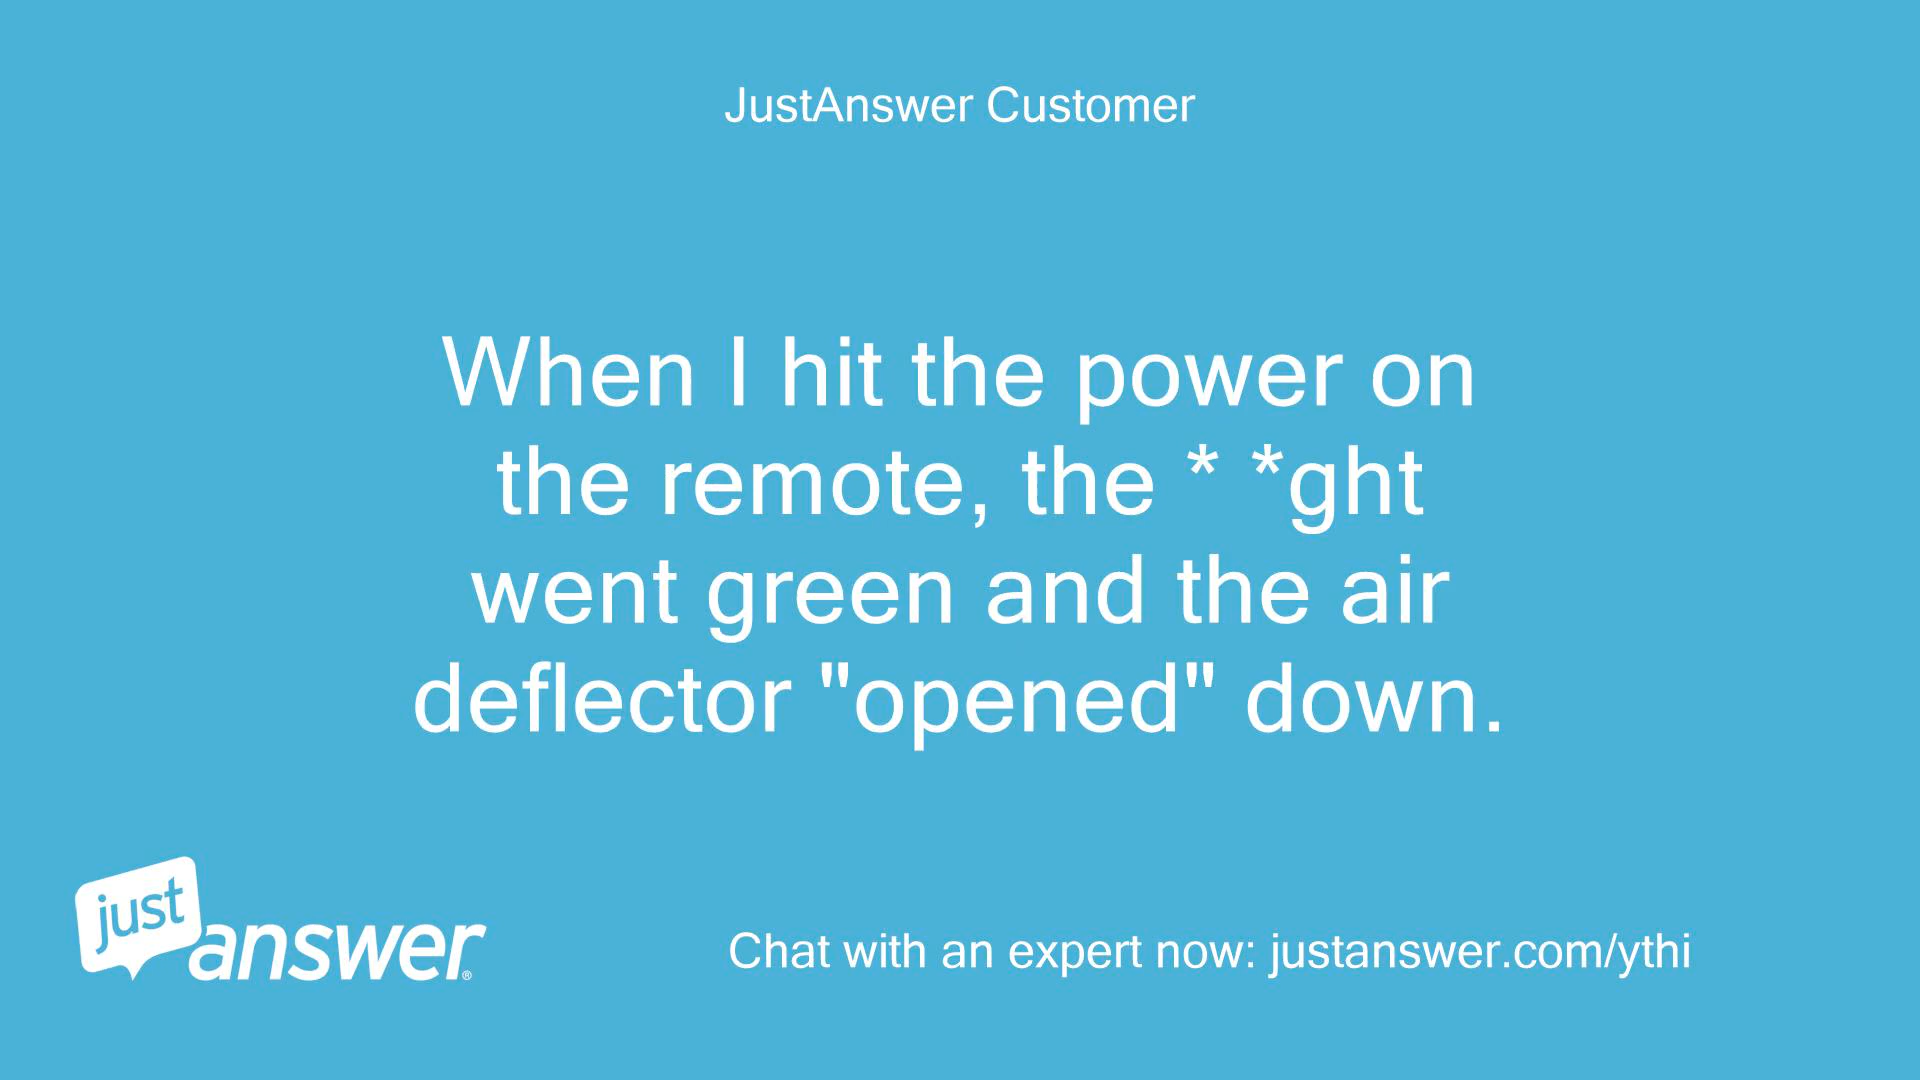 JustAnswer Customer
When I hit the power on
the remote, the * *ght
went green and the air
deflector "opened" down.
just
answer®
Chat with an expert now: justanswer.com/ythi